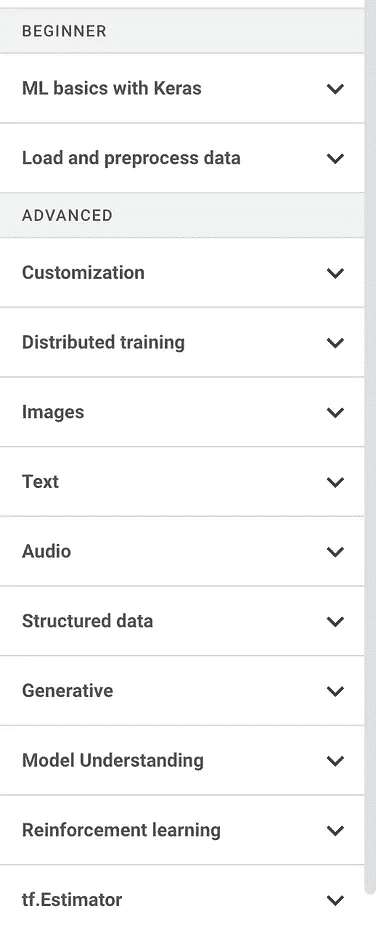 BEGINNER
ML basics with Keras
Load and preprocess data
ADVANCED
Customization
Distributed training
Images
Text
Audio
Structured data
Generative
Model Understanding
Reinforcement learning
tf.Estimator